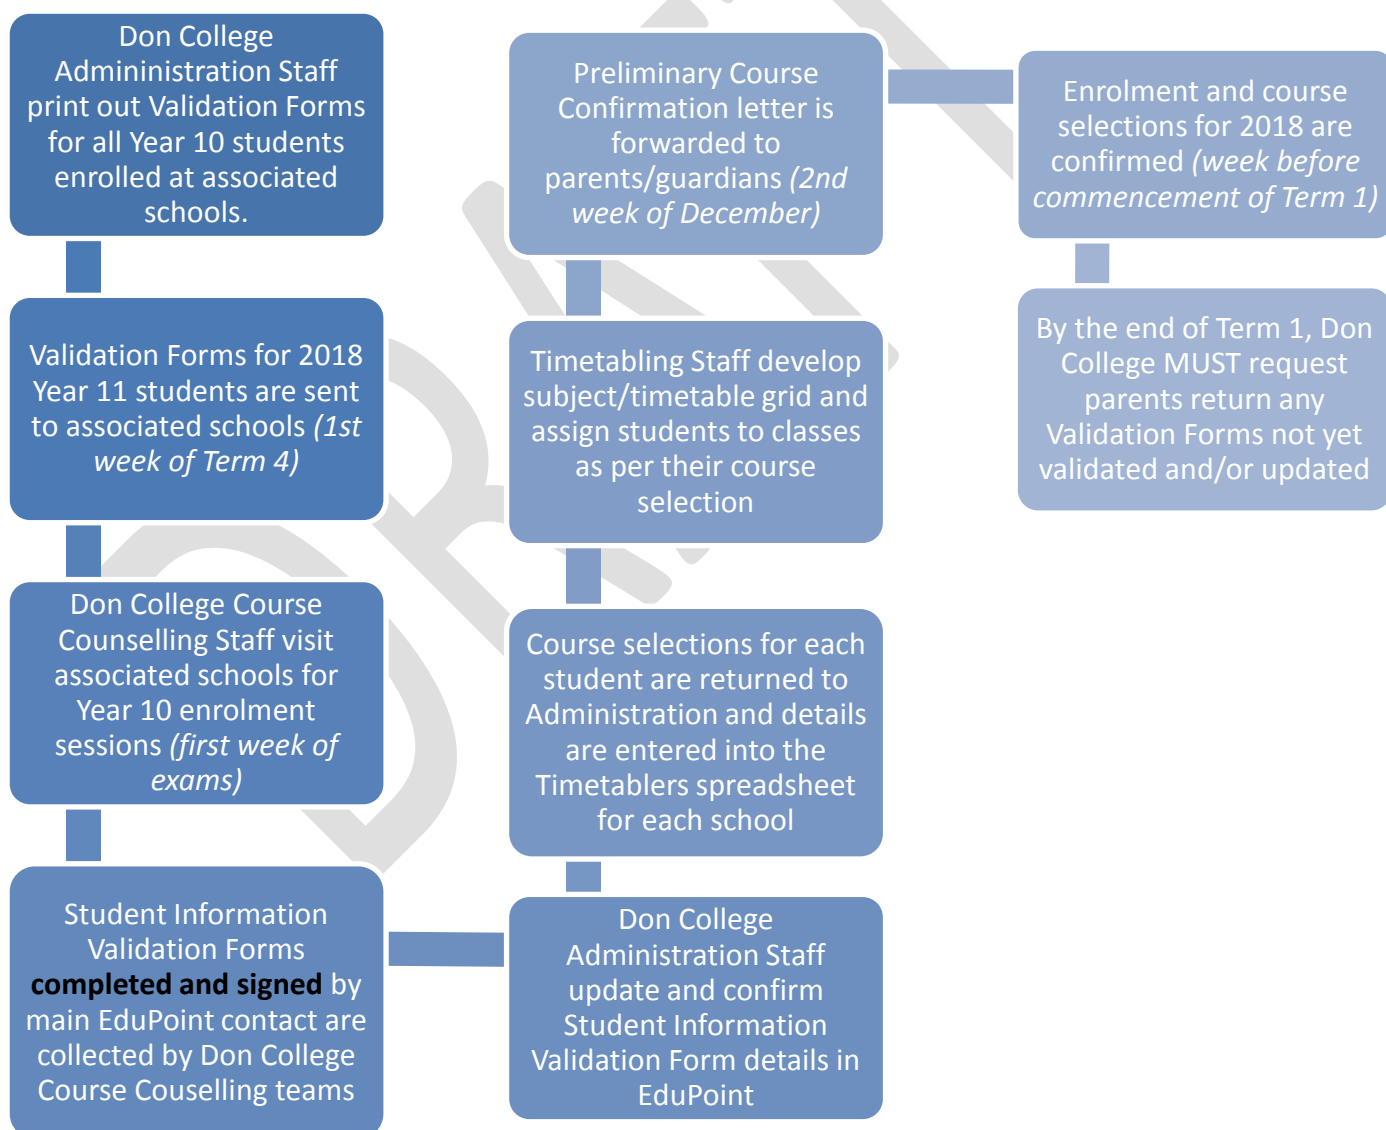 Don College
Admininistration Staff
print out Validation Forms
for all Year 10 students
enrolled at associated
schools.
Validation Forms for 2018
Year 11 students are sent
to associated schools (1st
week of Term 4)
Don College Course
Counselling Staff visit
associated schools for
Year 10 enrolment
sessions (first week of
exams)
Student Information
Validation Forms
completed and signed by
main EduPoint contact are
collected by Don College
Course Couselling teams
Don College
Administration Staff
update and confirm
Student Information
Validation Form details in
EduPoint
Course selections for each
student are returned to
Administration and details
are entered into the
Timetablers spreadsheet
for each school
Timetabling Staff develop
subject/timetable grid and
assign students to classes
as per their course
selection
Preliminary Course
Confirmation letter is
forwarded to
parents/guardians (2nd
week of December)
Enrolment and course
selections for 2018 are
confirmed (week before
commencement of Term 1)
By the end of Term 1, Don
College MUST request
parents return any
Validation Forms not yet
validated and/or updated